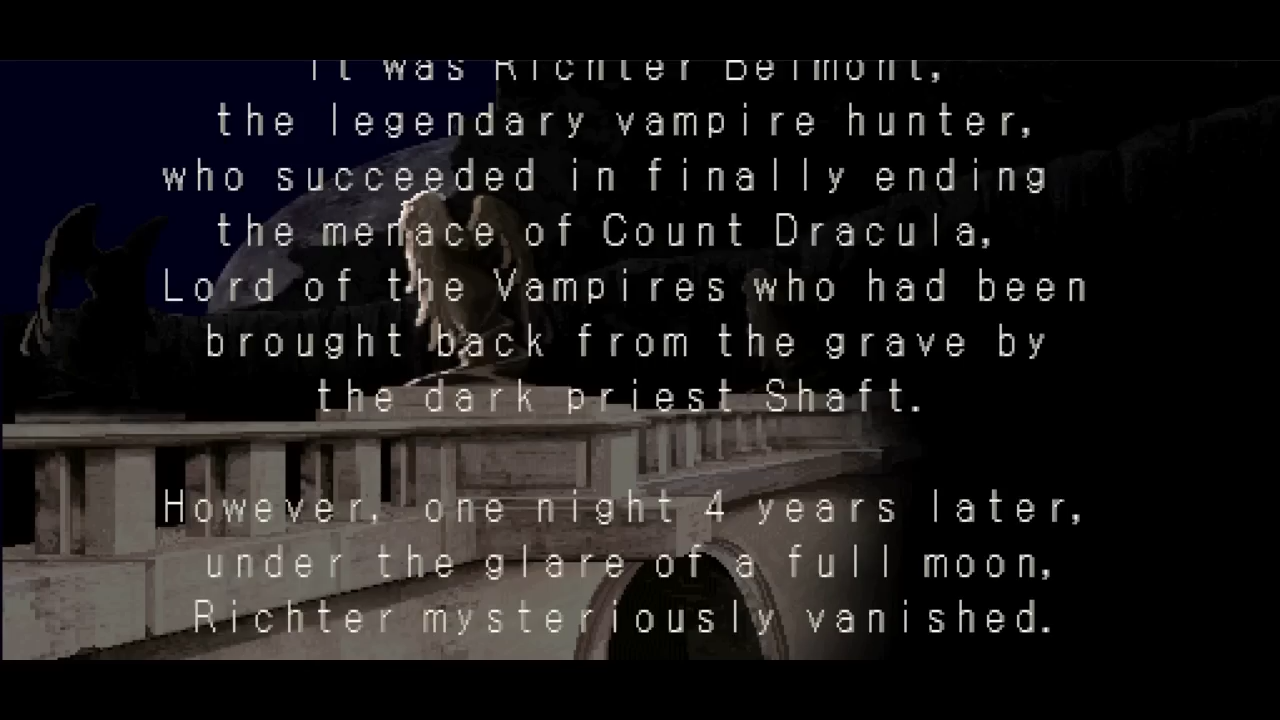 It was Richter Belmont,
the legendary vampire hunter,
who succeeded in finally ending
the menace of Count Dracula,
Lord of the Vampires who had been
brought back from the grave by
the dark priest Shaft.
However, one night 4 years later,
under the glare of a full moon,
Richter mysteriously vanished.